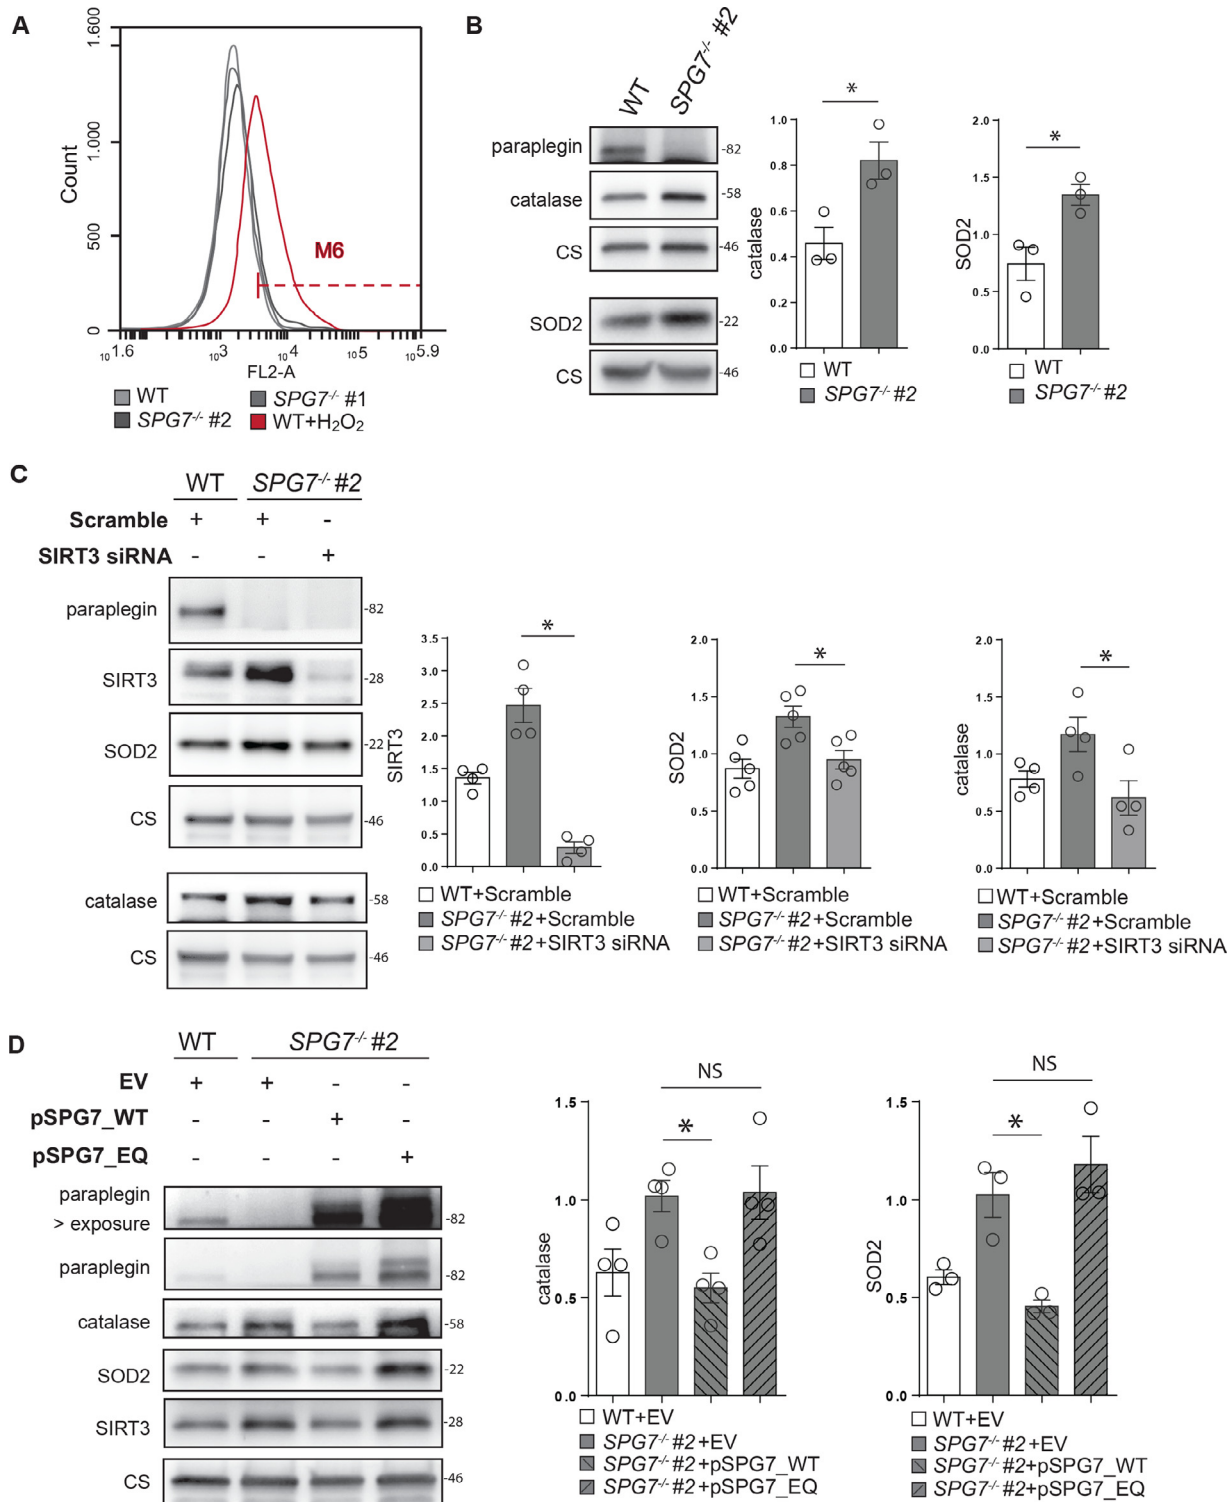 A
Count
1.600
1.000
500
0
M6
10^1.6 10^3 10^4 10^5 10^5.9
FL2-A
WT SPG7-/- #1
SPG7-/- #2 WT+H2O2
B
WT SPG7-/- #2
paraplegin -82
catalase -58
CS -46
SOD2 -22
CS -46
catalase
1.0
0.8
0.6
0.4
0.2
0.0
*
WT
SPG7-/- #2
SOD2
2.0
1.5
1.0
0.5
0.0
*
WT
SPG7-/- #2
C
WT SPG7-/- #2
Scramble + + -
SIRT3 siRNA - - +
paraplegin -82
SIRT3 -28
SOD2 -22
CS -46
catalase -58
CS -46
SIRT3
3.5
3.0
2.5
2.0
1.5
1.0
0.5
0.0
*
WT+Scramble
SPG7-/- #2+Scramble
SPG7-/- #2+SIRT3 siRNA
SOD2
2.0
1.5
1.0
0.5
0.0
*
WT+Scramble
SPG7-/- #2+Scramble
SPG7-/- #2+SIRT3 siRNA
catalase
2.0
1.5
1.0
0.5
0.0
*
WT+Scramble
SPG7-/- #2+Scramble
SPG7-/- #2+SIRT3 siRNA
D
WT SPG7-/- #2
EV + + - -
pSPG7_WT - - + -
pSPG7_EQ - - - +
paraplegin
> exposure -82
paraplegin -82
catalase -58
SOD2 -22
SIRT3 -28
CS -46
catalase
1.5
1.0
0.5
0.0
NS
*
WT+EV
SPG7-/- #2+EV
SPG7-/- #2+pSPG7_WT
SPG7-/- #2+pSPG7_EQ
SOD2
1.5
1.0
0.5
0.0
NS
*
WT+EV
SPG7-/- #2+EV
SPG7-/- #2+pSPG7_WT
SPG7-/- #2+pSPG7_EQ